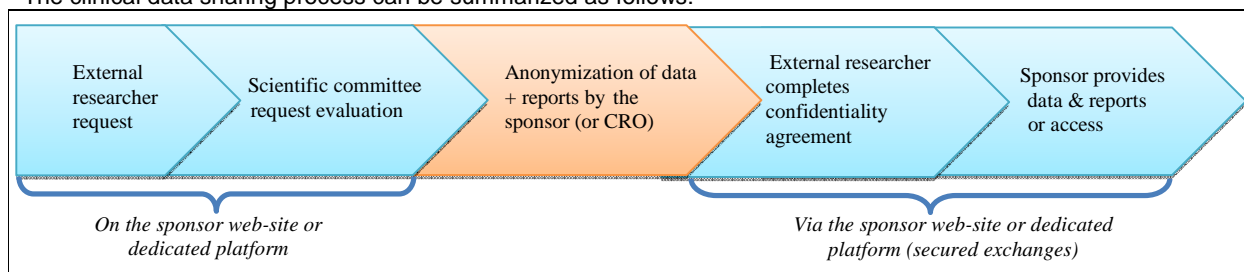 The clinical data sharing process can be summarized as follows:
External
researcher
request
Scientific committee
request evaluation
Anonymization of data
+ reports by the
sponsor (or CRO)
External researcher
completes
confidentiality
agreement
Sponsor provides
data & reports
or access
On the sponsor web-site or
dedicated platform
Via the sponsor web-site or dedicated
platform (secured exchanges)